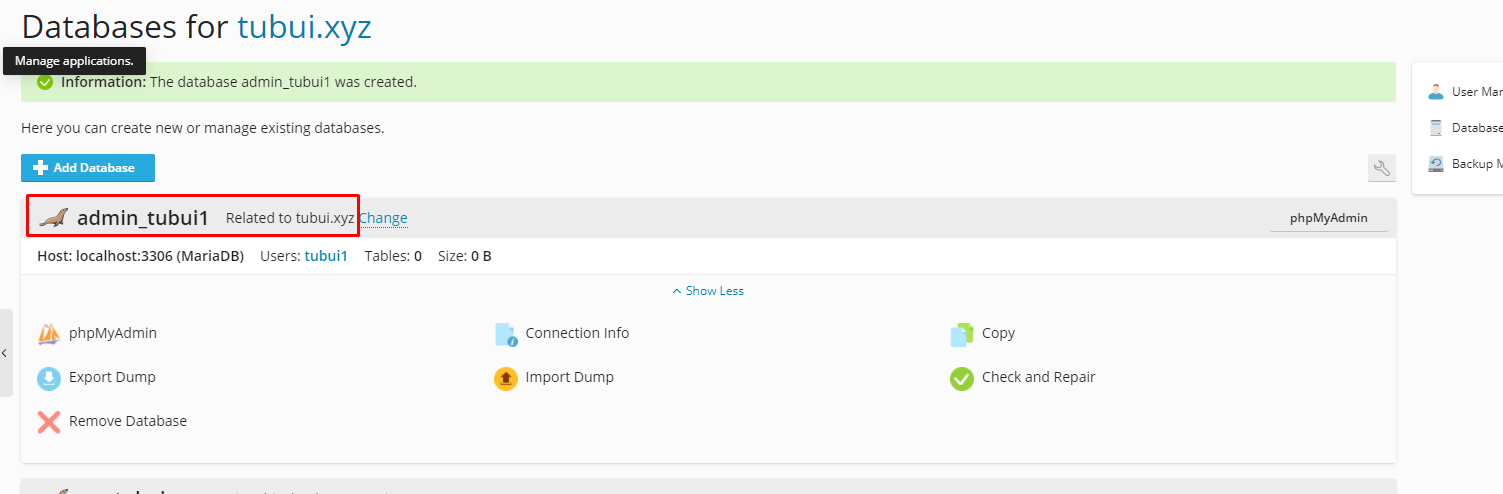 Databases for tubui.xyz
Manage applications.
Information: The database admin_tubui1 was created.
Here you can create new or manage existing databases.
Add Database
admin_tubui1 Related to tubui.xyz Change phpMyAdmin
Host: localhost:3306 (MariaDB) Users: tubui1 Tables: 0 Size: 0 B
Show Less
phpMyAdmin Connection Info Copy
Export Dump Import Dump Check and Repair
Remove Database
User Mar
Database
Backup M